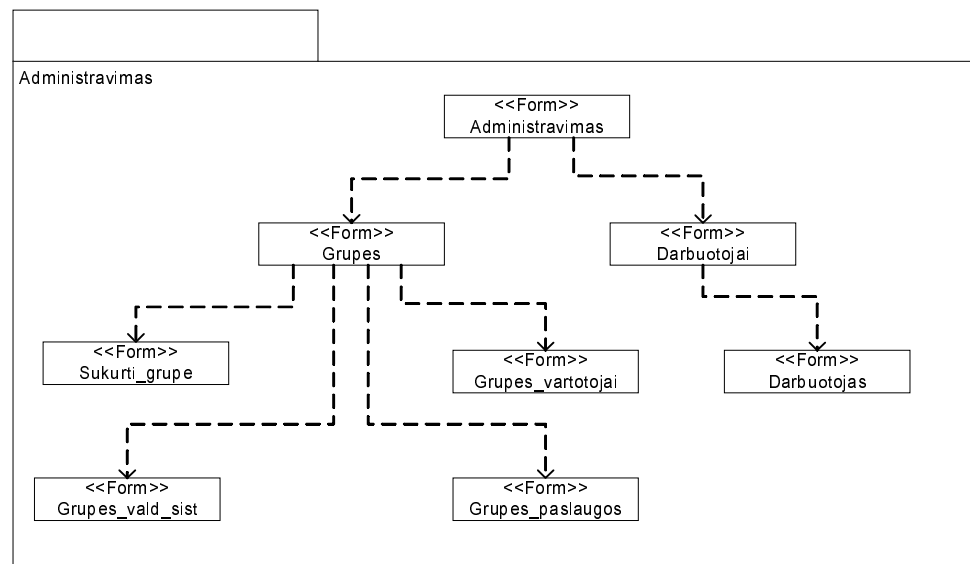 Administravimas
<<Form>>
Administravimas
<<Form>>
Grupes
<<Form>>
Darbuotojai
<<Form>>
Sukurti_grupe
<<Form>>
Grupes_vartotojai
<<Form>>
Darbuotojas
<<Form>>
Grupes_vald_sist
<<Form>>
Grupes_paslaugos